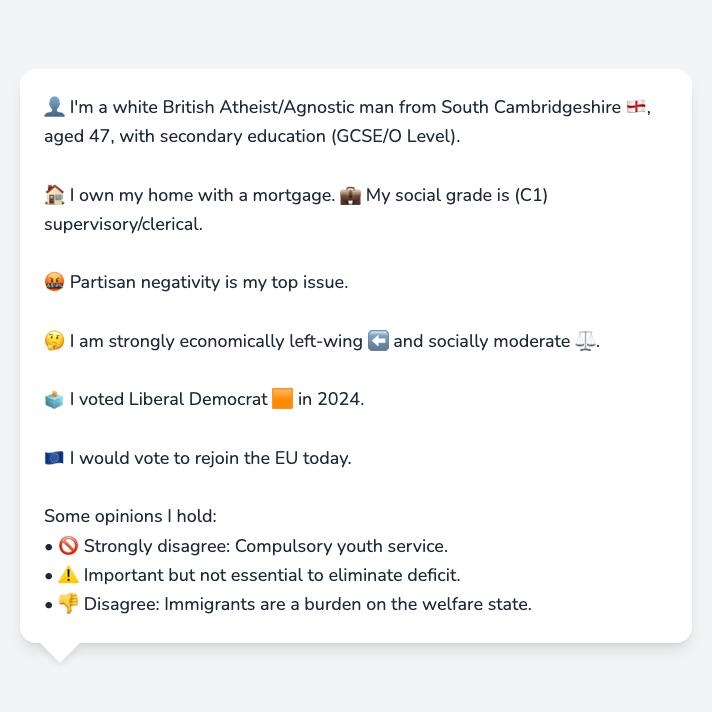 👤 I'm a white British Atheist/Agnostic man from South Cambridgeshire 🏴󠁧󠁢󠁥󠁮󠁧󠁿,
aged 47, with secondary education (GCSE/O Level).
🏠 I own my home with a mortgage. 💼 My social grade is (C1)
supervisory/clerical.
🤬 Partisan negativity is my top issue.
🤔 I am strongly economically left-wing ⬅️ and socially moderate ⚖️.
🗳️ I voted Liberal Democrat 🟧 in 2024.
🇪🇺 I would vote to rejoin the EU today.
Some opinions I hold:
• 🚫 Strongly disagree: Compulsory youth service.
• ⚠️ Important but not essential to eliminate deficit.
• 👎 Disagree: Immigrants are a burden on the welfare state.